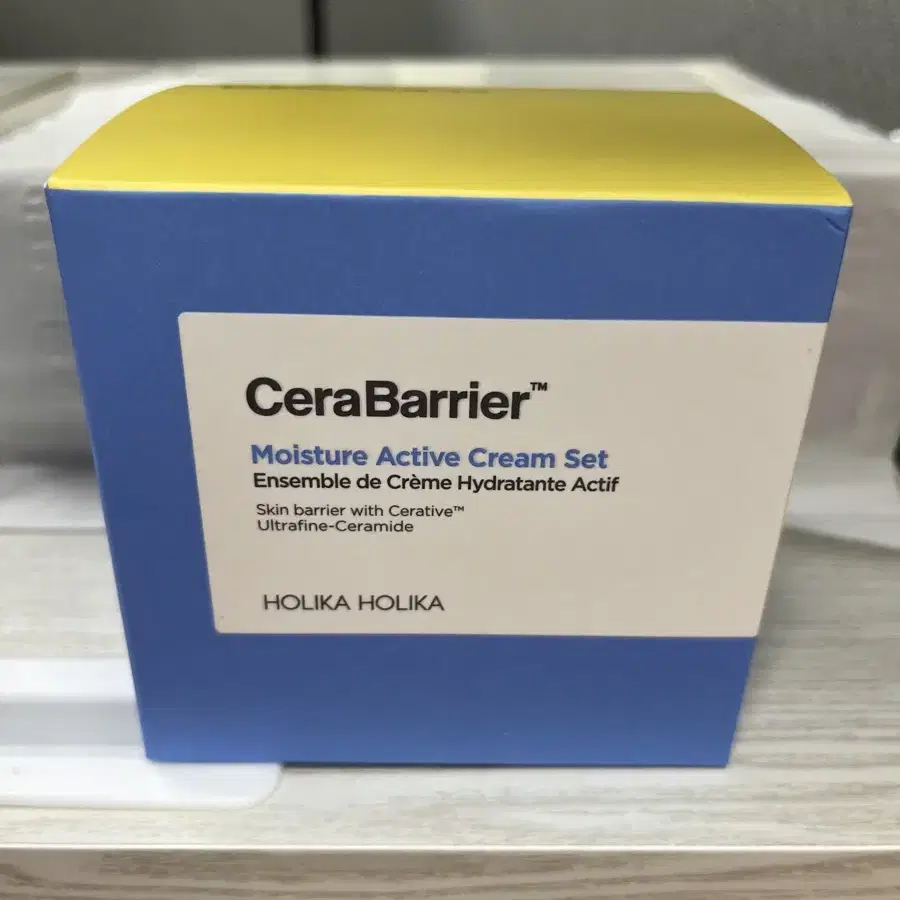 CeraBarrier™
Moisture Active Cream Set
Ensemble de Crème Hydratante Actif
Skin barrier with Cerative™
Ultrafine-Ceramide
HOLIKA HOLIKA